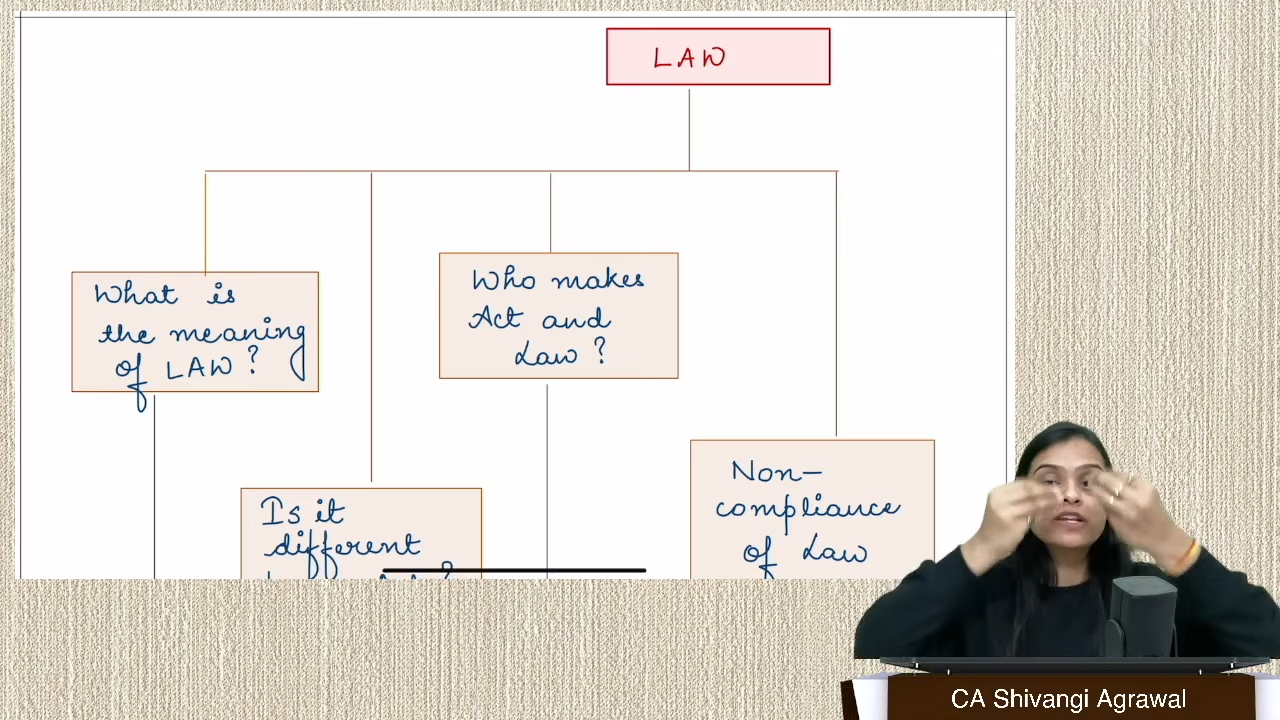 LAW
What is
the meaning
of LAW?
Who makes
Act and
Law?
Is it
different
Non-
compliance
of Law
CA Shivangi Agrawal